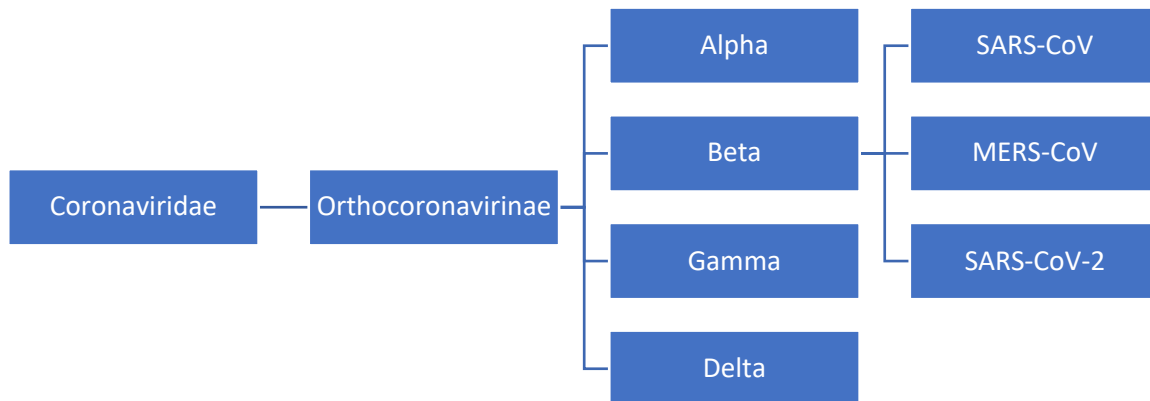 Coronaviridae
Orthocoronavirinae
Alpha
Beta
Gamma
Delta
SARS-CoV
MERS-CoV
SARS-CoV-2